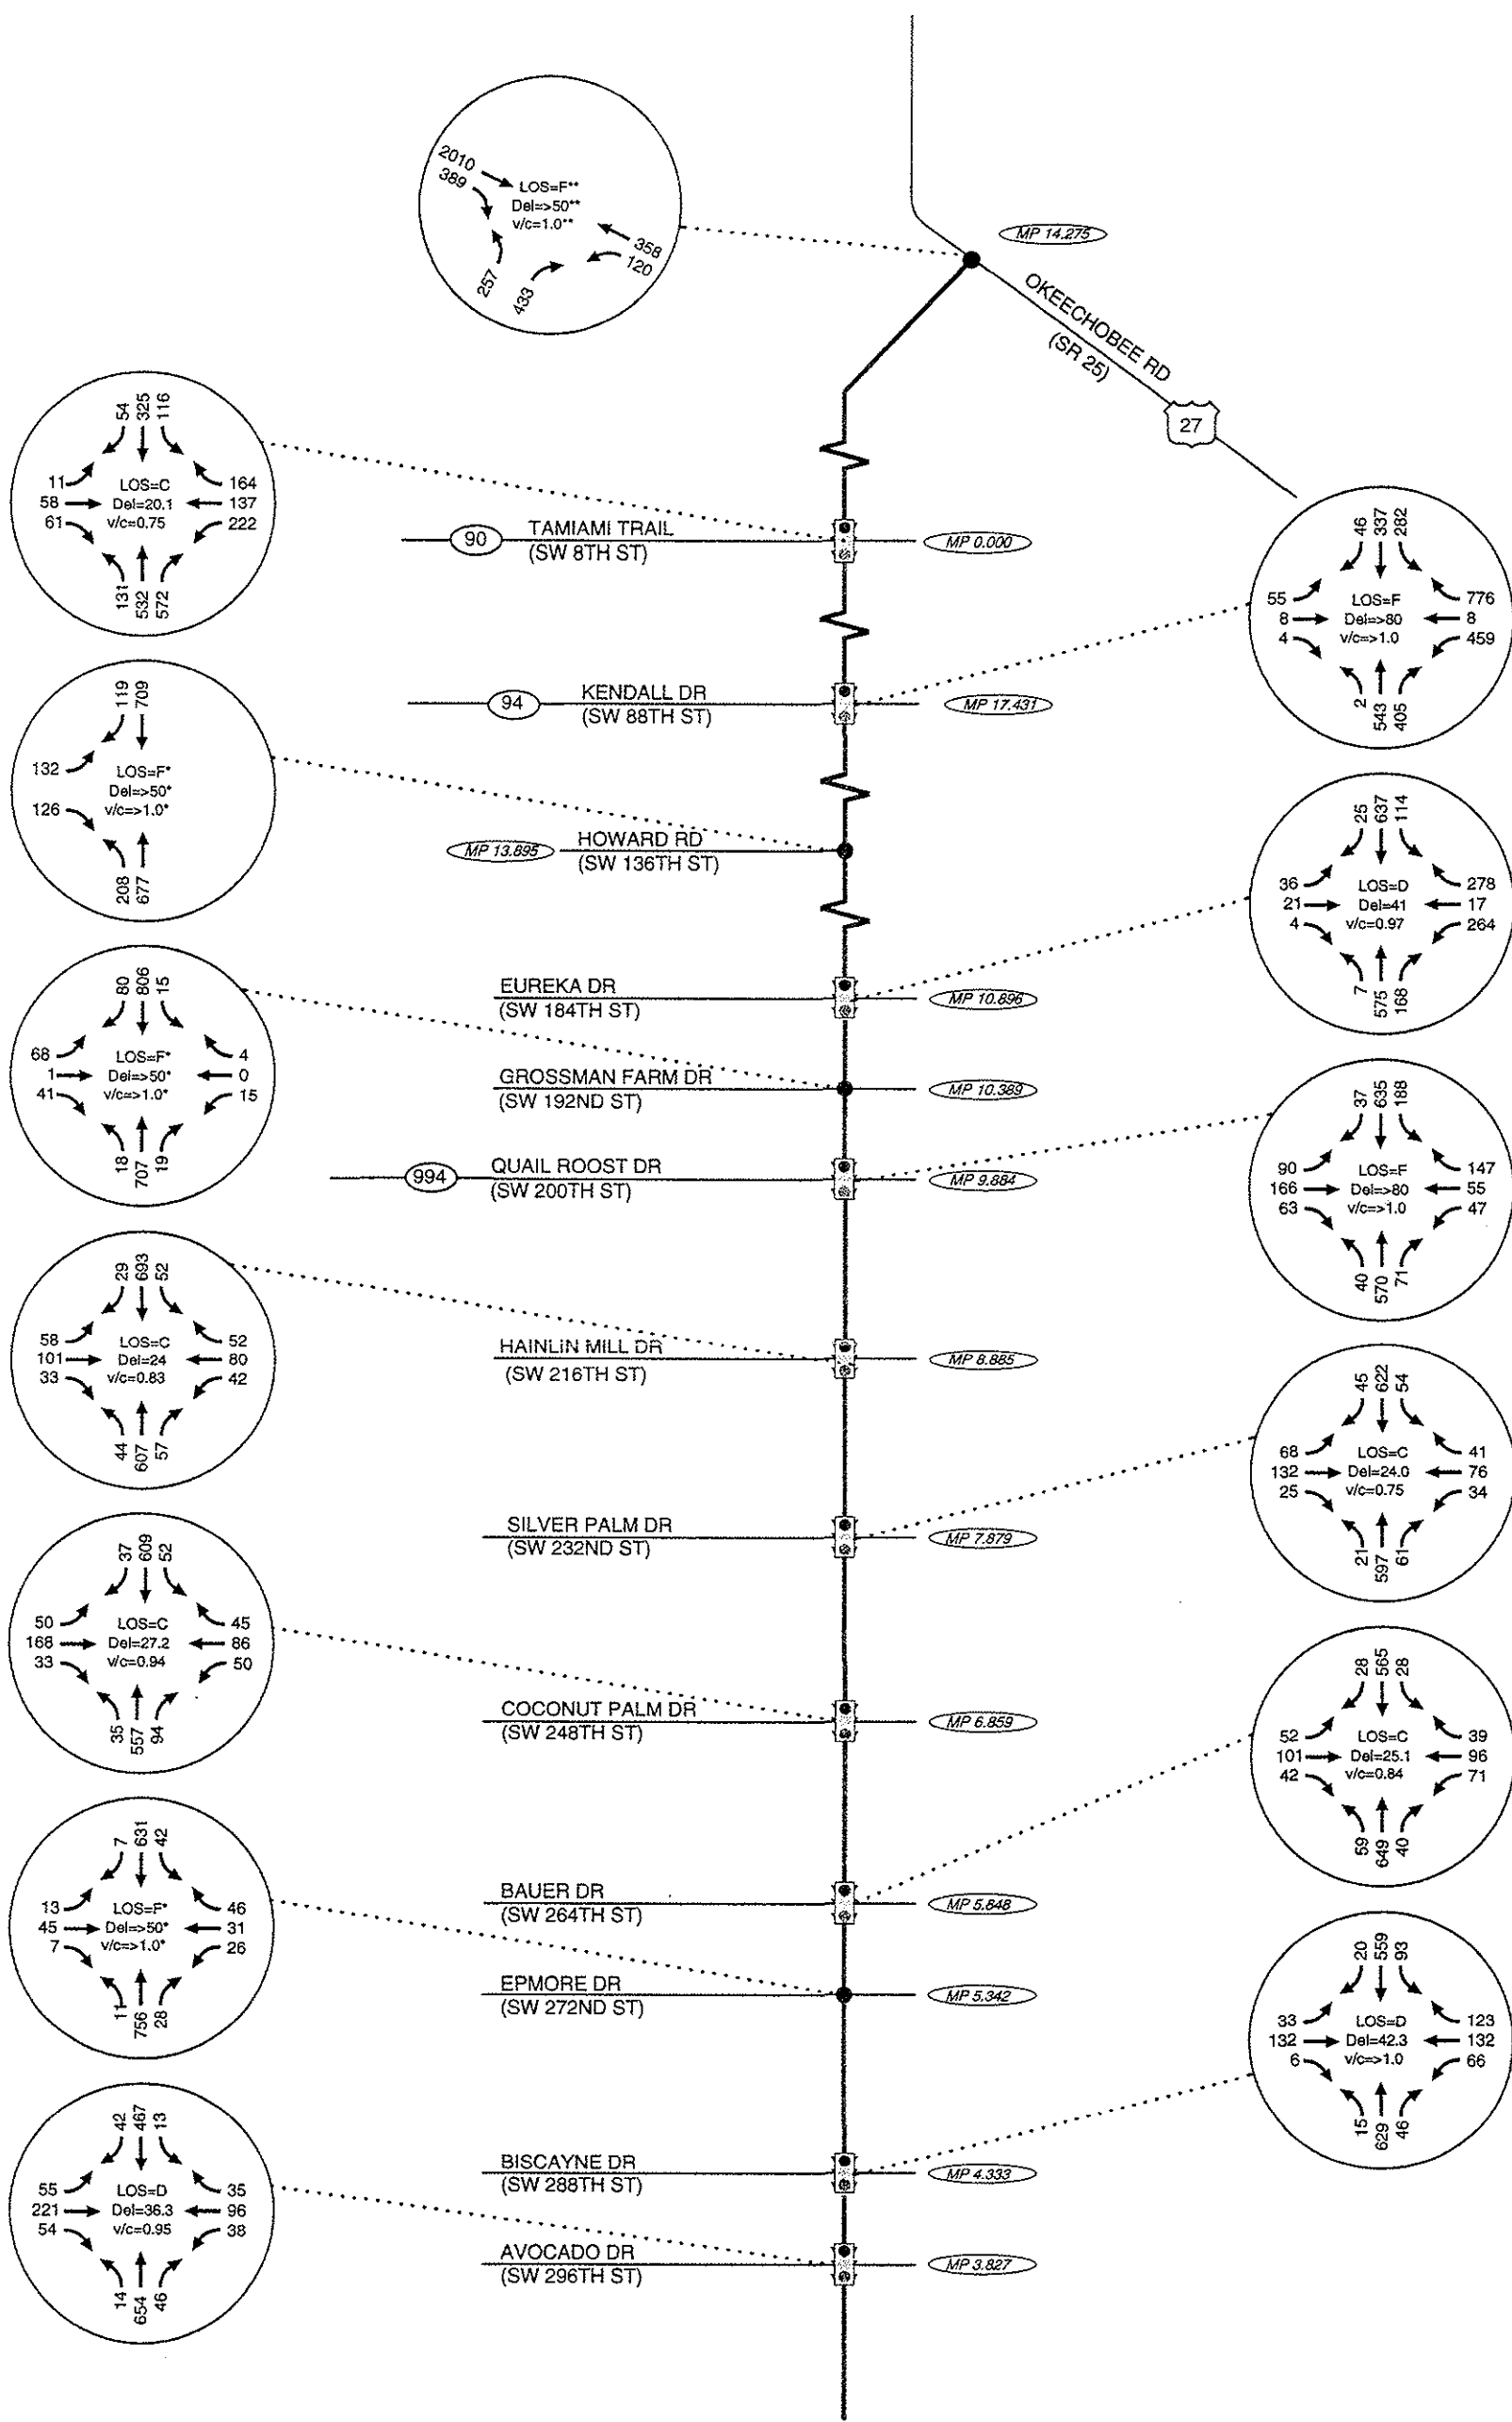 2010
389
LOS=F**
Del=>50**
v/c=1.0**
358
120
257
433
MP 14.275
OKEECHOBEE RD
(SR 25)
27
54 325 116
11
58
61
LOS=C
Del=20.1
v/c=0.75
164
137
222
131 532 572
90
TAMIAMI TRAIL
(SW 8TH ST)
MP 0.000
46 337 282
55
8
4
LOS=F
Del=>80
v/c=>1.0
776
8
459
2 543 405
94
KENDALL DR
(SW 88TH ST)
MP 17.431
119 709
132
126
LOS=F*
Del=>50*
v/c=>1.0*
208 677
MP 13.895
HOWARD RD
(SW 136TH ST)
25 637 114
36
21
4
LOS=D
Del=41
v/c=0.97
278
17
264
7 575 168
EUREKA DR
(SW 184TH ST)
MP 10.896
80 806 15
68
1
41
LOS=F*
Del=>50*
v/c=>1.0*
4
0
15
18 707 19
GROSSMAN FARM DR
(SW 192ND ST)
MP 10.389
37 635 188
90
166
63
LOS=F
Del=>80
v/c=>1.0
147
55
47
40 570 71
994
QUAIL ROOST DR
(SW 200TH ST)
MP 9.884
29 693 52
58
101
33
LOS=C
Del=24
v/c=0.83
52
80
42
44 607 57
HAINLIN MILL DR
(SW 216TH ST)
MP 8.885
45 622 54
68
132
25
LOS=C
Del=24.0
v/c=0.75
41
76
34
21 597 61
SILVER PALM DR
(SW 232ND ST)
MP 7.879
37 609 52
50
168
33
LOS=C
Del=27.2
v/c=0.94
45
86
50
35 557 94
COCONUT PALM DR
(SW 248TH ST)
MP 6.859
28 565 28
52
101
42
LOS=C
Del=25.1
v/c=0.84
39
96
71
59 649 40
BAUER DR
(SW 264TH ST)
MP 5.848
7 631 42
13
45
7
LOS=F*
Del=>50*
v/c=>1.0*
46
31
26
11 756 28
EPMORE DR
(SW 272ND ST)
MP 5.342
20 559 93
33
132
6
LOS=D
Del=42.3
v/c=>1.0
123
132
66
15 629 46
BISCAYNE DR
(SW 288TH ST)
MP 4.333
42 467 13
55
221
54
LOS=D
Del=36.3
v/c=0.95
35
96
38
14 654 46
AVOCADO DR
(SW 296TH ST)
MP 3.827